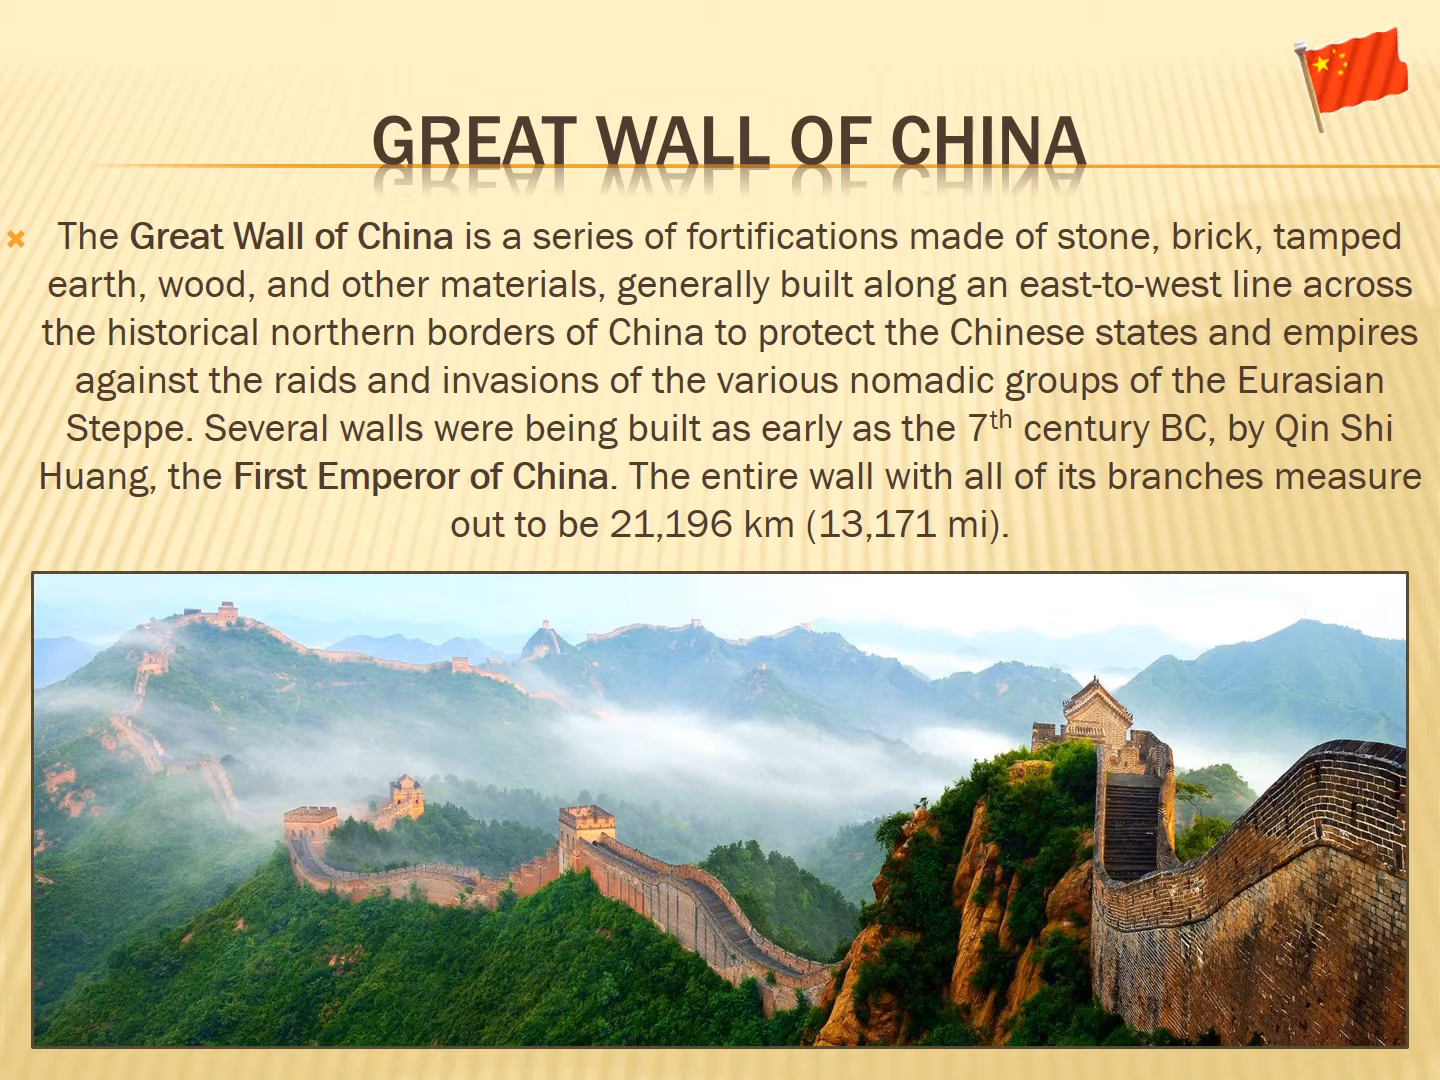 GREAT WALL OF CHINA
The Great Wall of China is a series of fortifications made of stone, brick, tamped
earth, wood, and other materials, generally built along an east-to-west line across
the historical northern borders of China to protect the Chinese states and empires
against the raids and invasions of the various nomadic groups of the Eurasian
Steppe. Several walls were being built as early as the 7th century BC, by Qin Shi
Huang, the First Emperor of China. The entire wall with all of its branches measure
out to be 21,196 km (13,171 mi).